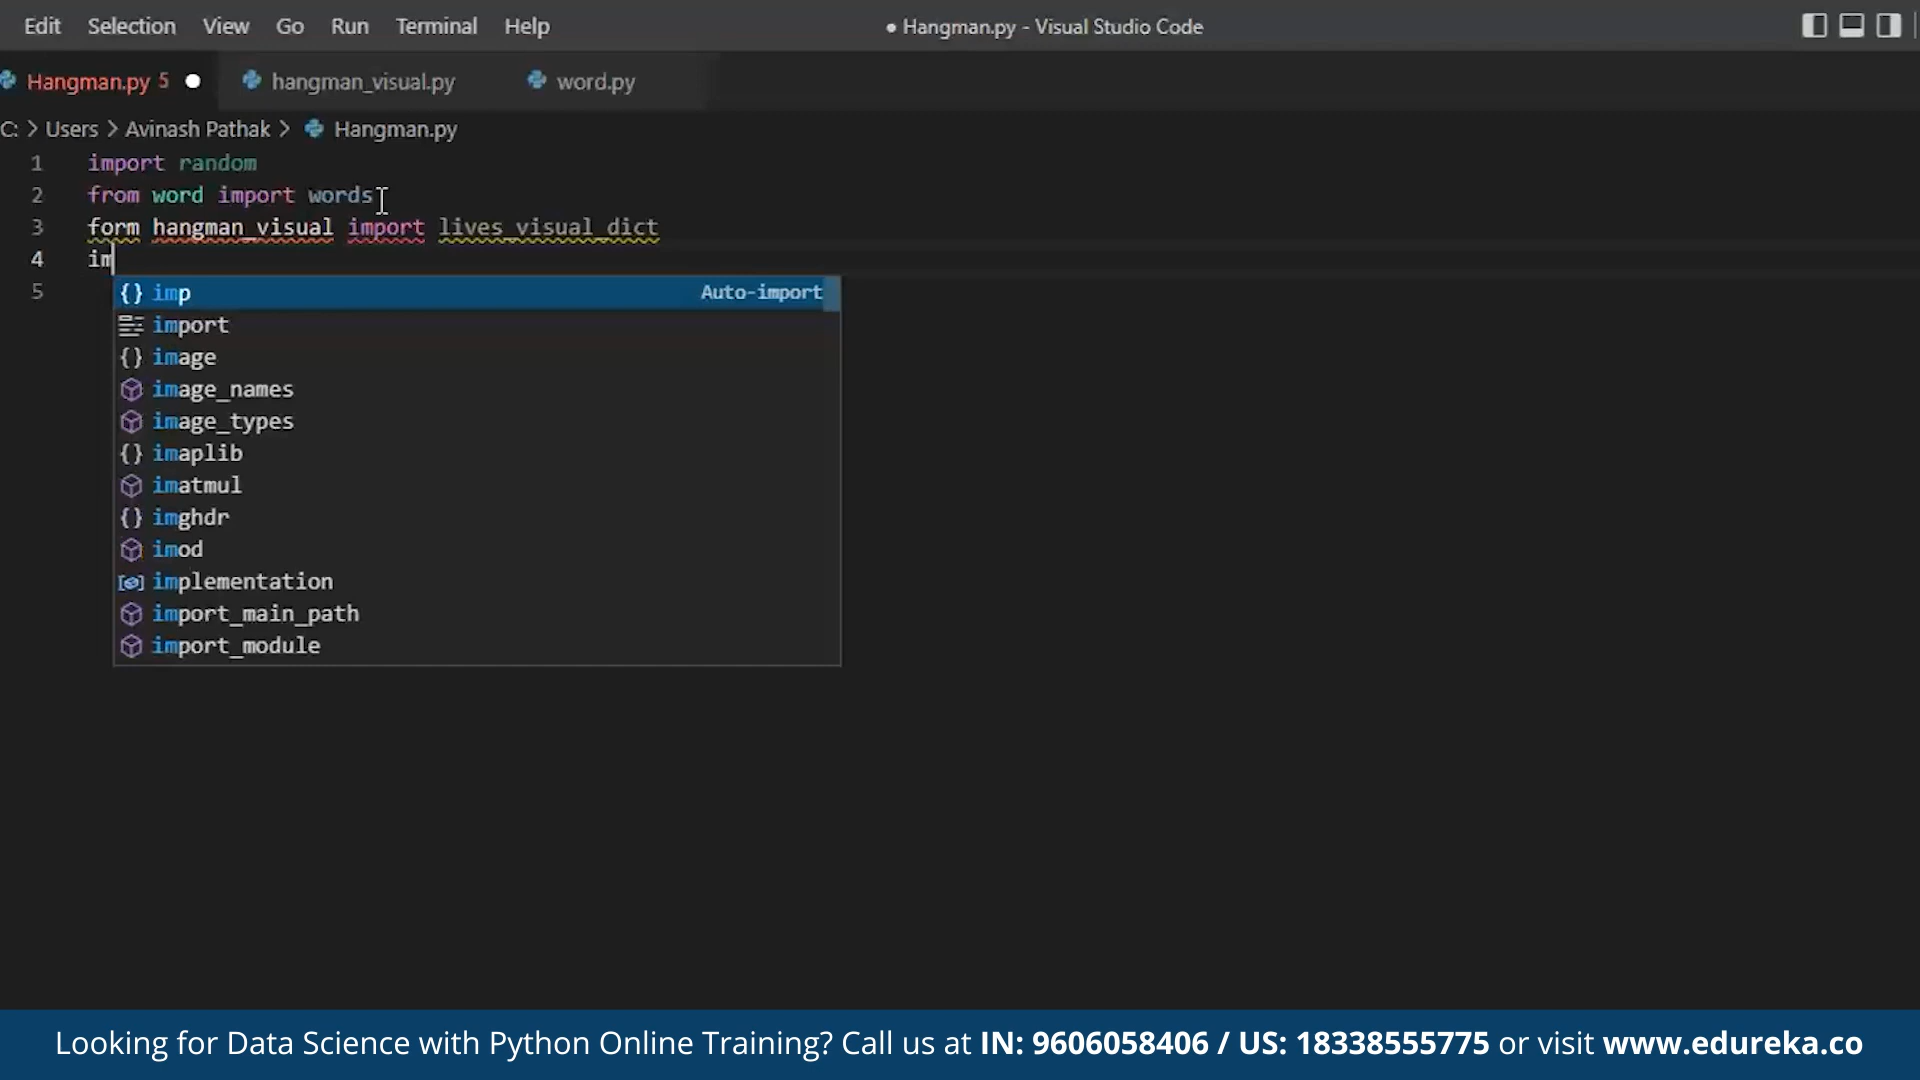 Edit Selection View Go Run Terminal Help ● Hangman.py - Visual Studio Code
Hangman.py 5 ● hangman_visual.py word.py
C: > Users > Avinash Pathak > Hangman.py
1 import random
2 from word import words
3 form hangman_visual import lives_visual_dict
4 im
5 {} imp Auto-import
import
{} image
image_names
image_types
{} imaplib
imatmul
{} imghdr
imod
implementation
import_main_path
import_module
Looking for Data Science with Python Online Training? Call us at IN: 9606058406 / US: 18338555775 or visit www.edureka.co